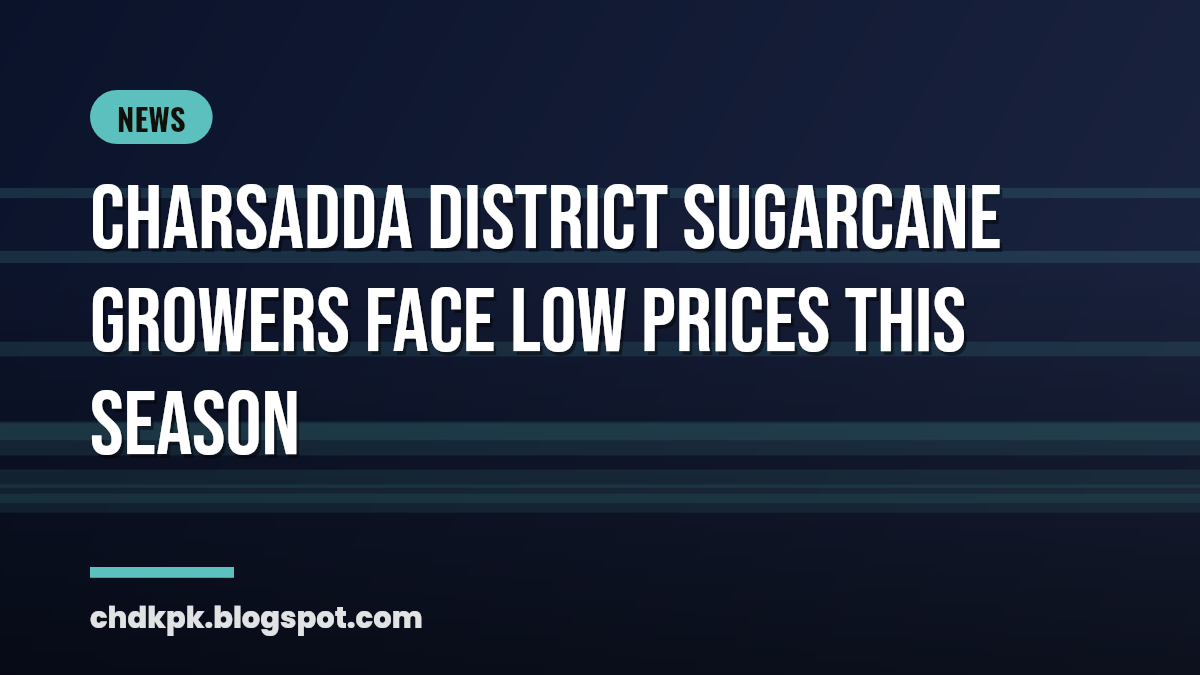 NEWS
CHARSADDA DISTRICT SUGARCANE
GROWERS FACE LOW PRICES THIS
SEASON
chdkpk.blogspot.com